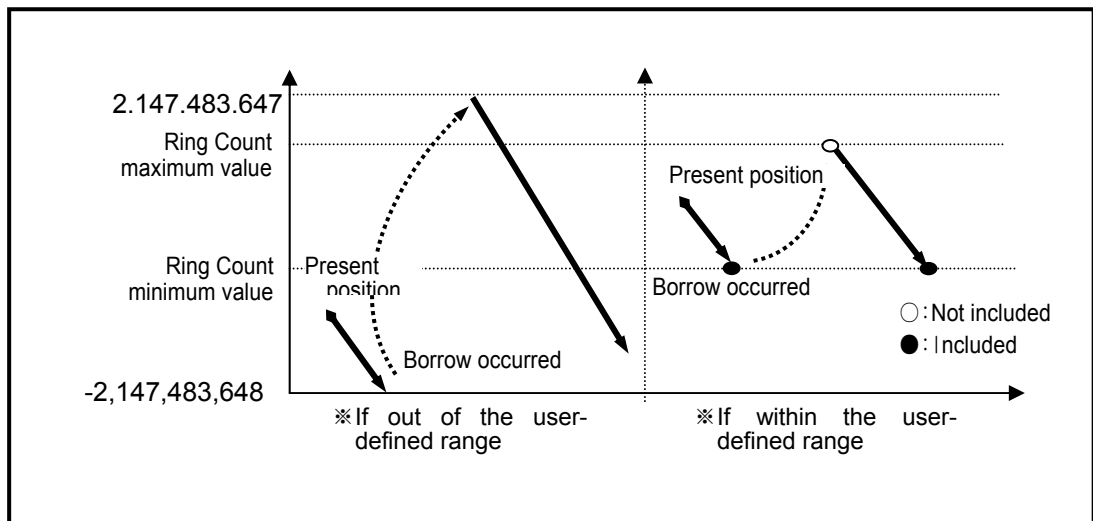 2.147.483.647
Ring Count
maximum value
Present position
Ring Count
minimum value
Present
position
Borrow occurred
○: Not included
●: Included
Borrow occurred
-2,147,483,648
※If out of the user-
defined range
※If within the user-
defined range